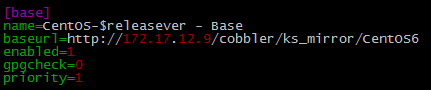 [base]
name=CentOS-$releasever - Base
baseurl=http://172.17.12.9/cobbler/ks_mirror/CentOS6
enabled=1
gpgcheck=0
priority=1